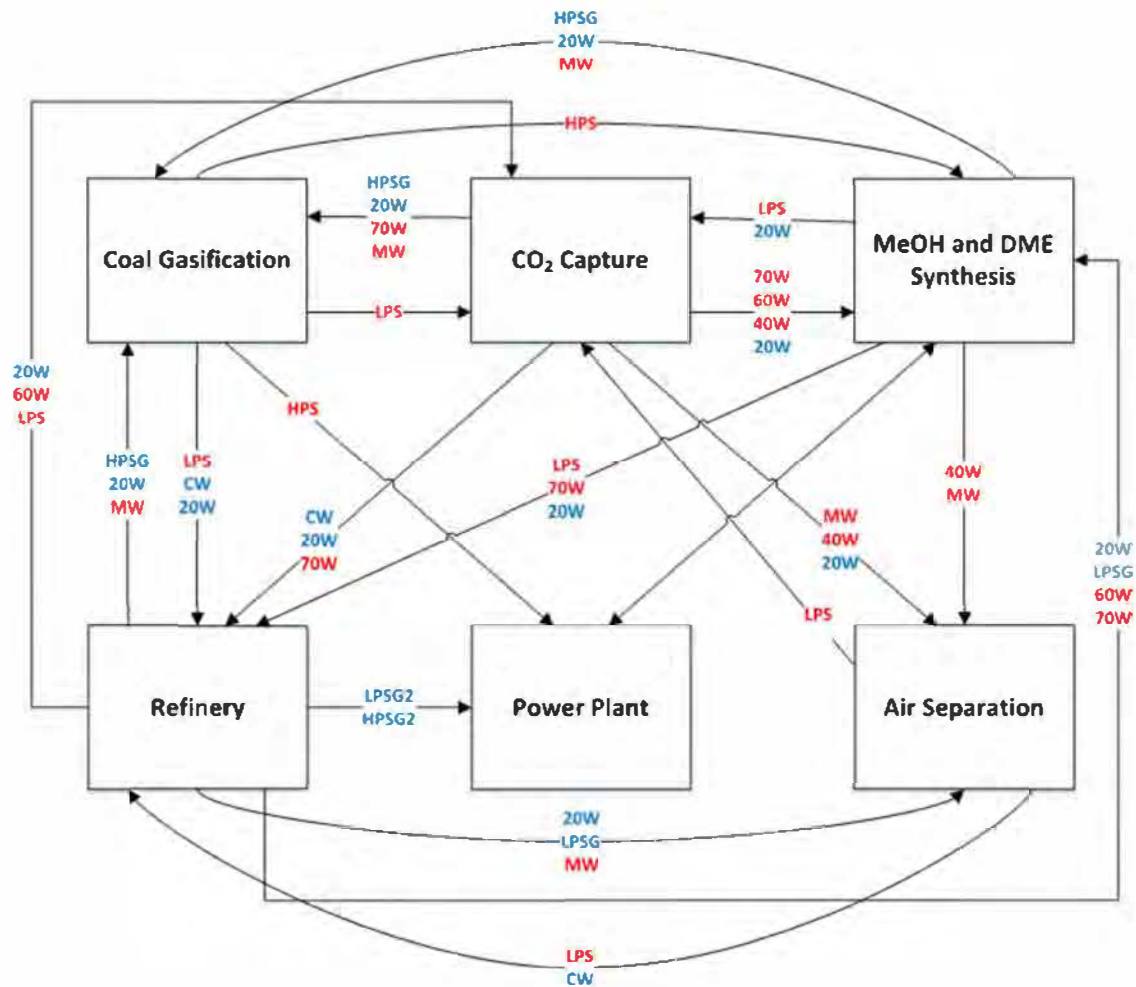 HPSG
20W
MW
HPS
HPSG
20W
70W
MW
LPS
20W
Coal Gasification
CO₂ Capture
MeOH and DME
Synthesis
LPS
70W
60W
40W
20W
20W
60W
LPS
HPS
HPSG
20W
MW
LPS
CW
20W
CW
20W
70W
LPS
70W
20W
MW
40W
20W
40W
MW
LPS
20W
LPSG
60W
70W
Refinery
LPSG2
HPSG2
Power Plant
Air Separation
20W
LPSG
MW
LPS
CW